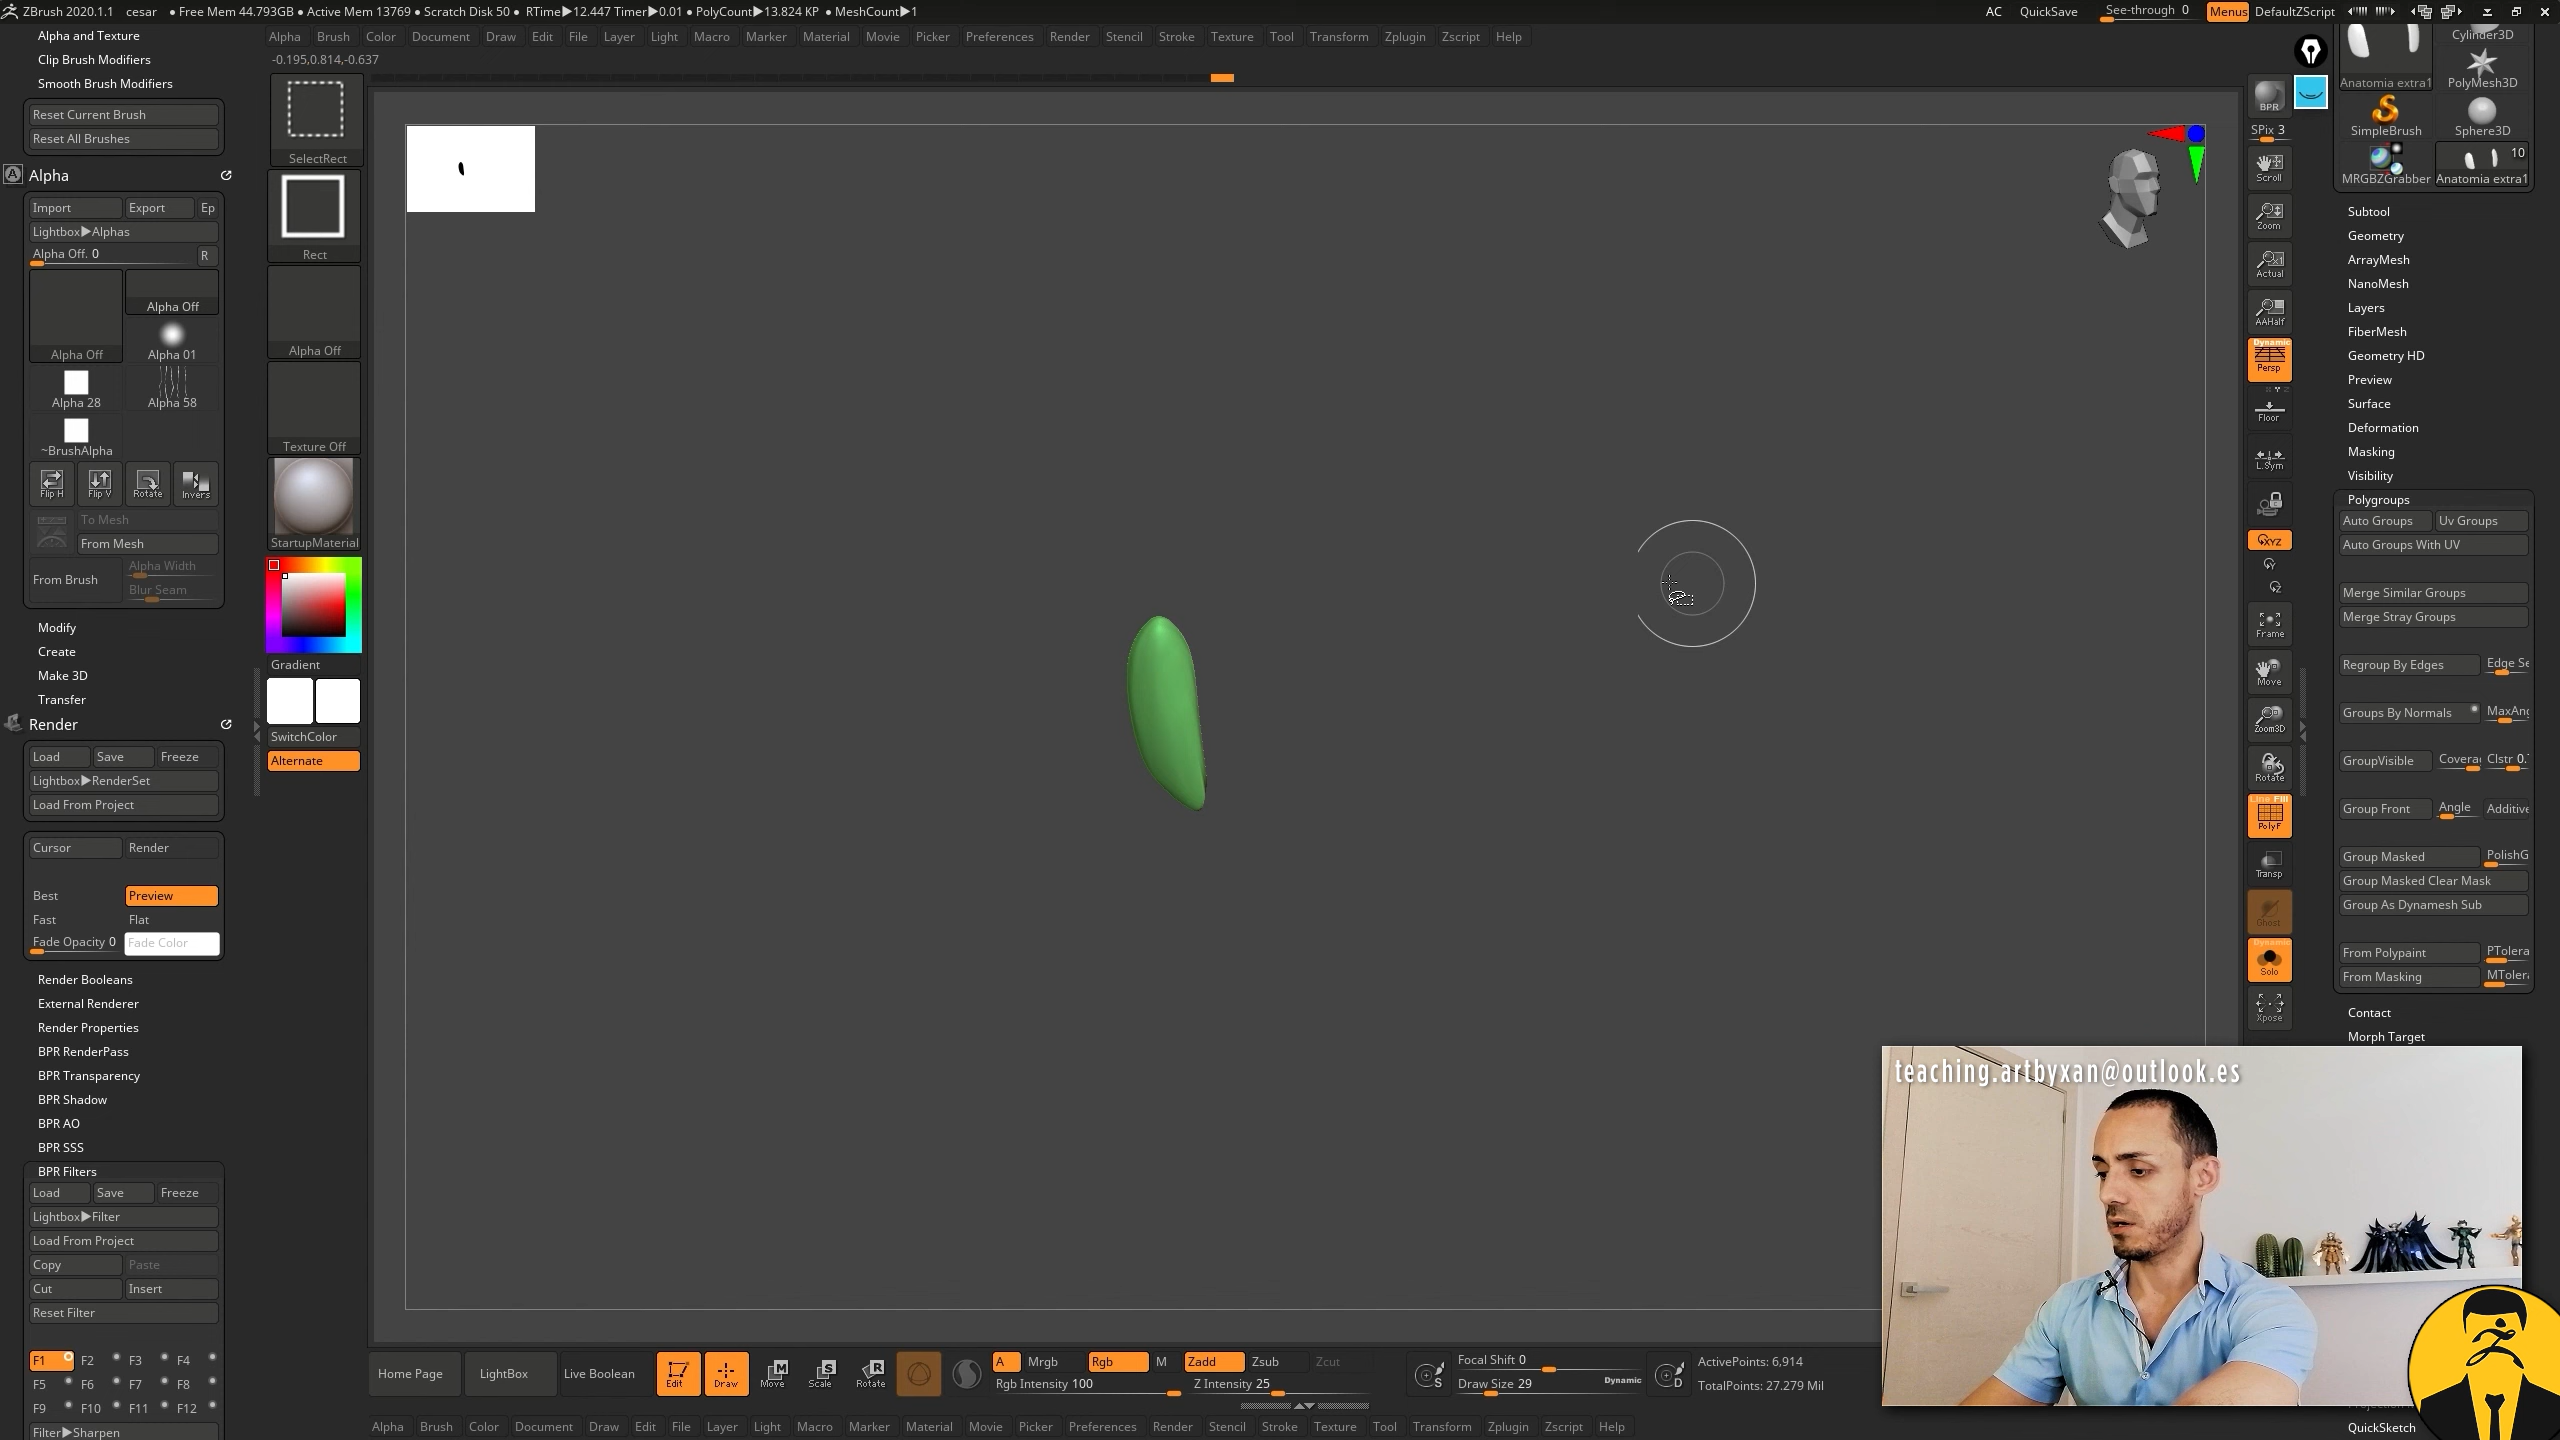 ZBrush 2020.1.1 cesar • Free Mem 44.793GB • Active Mem 13769 • Scratch Disk 50 • RTime▶12.447 Timer▶0.01 • PolyCount▶13.824 KP • MeshCount▶1
AC QuickSave See-through 0 Menus DefaultZScript
Alpha Brush Color Document Draw Edit File Layer Light Macro Marker Material Movie Picker Preferences Render Stencil Stroke Texture Tool Transform Zplugin Zscript Help
-0.195,0.814,-0.637
Alpha and Texture
Clip Brush Modifiers
Smooth Brush Modifiers
Reset Current Brush
Reset All Brushes
Alpha
Import Export Ep
Lightbox▶Alphas
Alpha Off. 0 R
Alpha Off
Alpha Off Alpha 01
Alpha 28 Alpha 58
~BrushAlpha
Flip H Flip V Rotate Invers
To Mesh
From Mesh
From Brush Alpha Width
Blur Seam
Modify
Create
Make 3D
Transfer
Render
Load Save Freeze
Lightbox▶RenderSet
Load From Project
Cursor Render
Best Preview
Fast Flat
Fade Opacity 0 Fade Color
Render Booleans
External Renderer
Render Properties
BPR RenderPass
BPR Transparency
BPR Shadow
BPR AO
BPR SSS
BPR Filters
Load Save Freeze
Lightbox▶Filter
Load From Project
Copy Paste
Cut Insert
Reset Filter
F1 F2 F3 F4
F5 F6 F7 F8
F9 F10 F11 F12
Filter▶Sharpen
SelectRect
Rect
Alpha Off
Texture Off
StartupMaterial
Gradient
SwitchColor
Alternate
BPR
SPix 3
Scroll
Zoom
Actual
AAHalf
Dynamic
Persp
Floor
L.Sym
XYZ
Frame
Move
Zoom3D
Rotate
Line Fill
PolyF
Transp
Ghost
Dynamic
Solo
Xpose
Cylinder3D
Anatomia extra1 PolyMesh3D
SimpleBrush Sphere3D
10
MRGBZGrabber Anatomia extra1
Subtool
Geometry
ArrayMesh
NanoMesh
Layers
FiberMesh
Geometry HD
Preview
Surface
Deformation
Masking
Visibility
Polygroups
Auto Groups Uv Groups
Auto Groups With UV
Merge Similar Groups
Merge Stray Groups
Regroup By Edges Edge Se
Groups By Normals MaxAng
GroupVisible Covera Clstr 0.
Group Front Angle Additive
Group Masked PolishG
Group Masked Clear Mask
Group As Dynamesh Sub
From Polypaint PTolera
From Masking MTolera
Contact
Morph Target
QuickSketch
teaching.artbyxan@outlook.es
Home Page LightBox Live Boolean Edit Draw Move Scale Rotate
A Mrgb Rgb M Zadd Zsub Zcut
Rgb Intensity 100 Z Intensity 25
S Focal Shift 0
Draw Size 29 Dynamic D
ActivePoints: 6,914
TotalPoints: 27.279 Mil
Alpha Brush Color Document Draw Edit File Layer Light Macro Marker Material Movie Picker Preferences Render Stencil Stroke Texture Tool Transform Zplugin Zscript Help